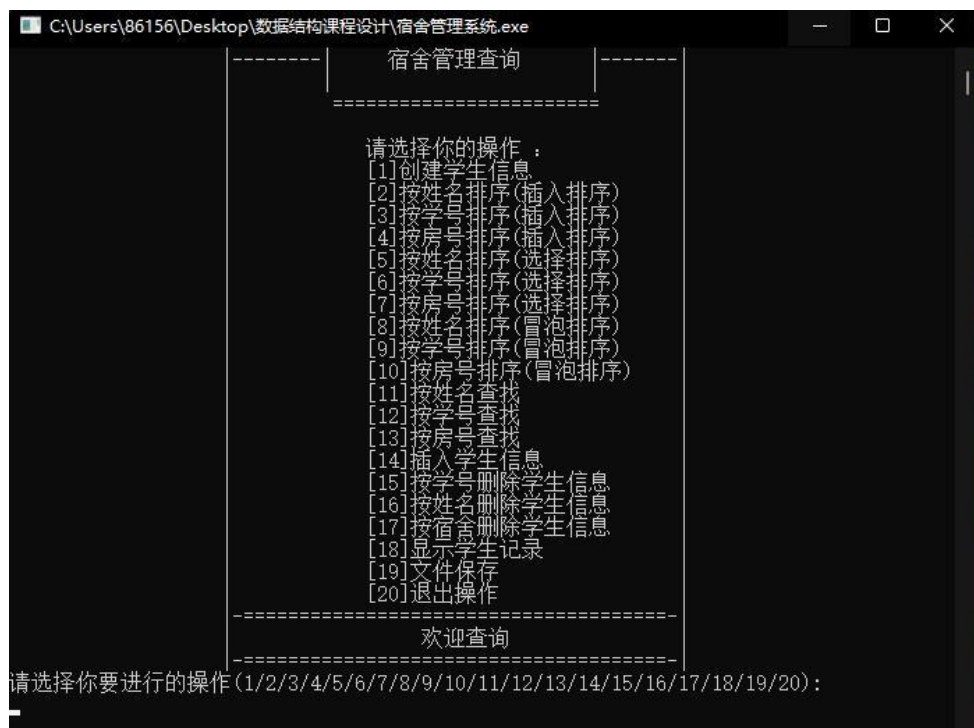 C:\Users\86156\Desktop\数据结构课程设计\宿舍管理系统.exe
宿舍管理查询
请选择你的操作 ：
[1]创建学生信息
[2]按姓名排序(插入排序)
[3]按学号排序(插入排序)
[4]按房号排序(插入排序)
[5]按姓名排序(选择排序)
[6]按学号排序(选择排序)
[7]按房号排序(选择排序)
[8]按姓名排序(冒泡排序)
[9]按学号排序(冒泡排序)
[10]按房号排序(冒泡排序)
[11]按姓名查找
[12]按学号查找
[13]按房号查找
[14]插入学生信息
[15]按学号删除学生信息
[16]按姓名删除学生信息
[17]按宿舍删除学生信息
[18]显示学生记录
[19]文件保存
[20]退出操作
欢迎查询
请选择你要进行的操作(1/2/3/4/5/6/7/8/9/10/11/12/13/14/15/16/17/18/19/20):